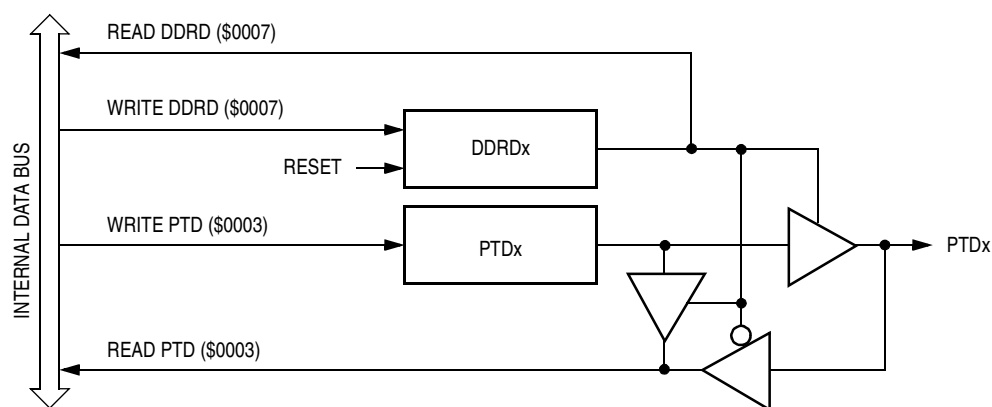 READ DDRD ($0007)
WRITE DDRD ($0007)
DDRDx
RESET
INTERNAL DATA BUS
WRITE PTD ($0003)
PTDx
PTDx
READ PTD ($0003)